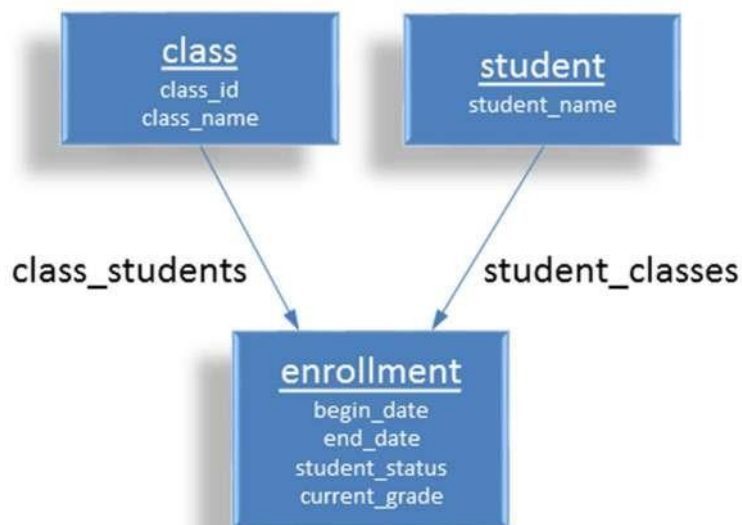 class
class_id
class_name
student
student_name
class_students
student_classes
enrollment
begin_date
end_date
student_status
current_grade